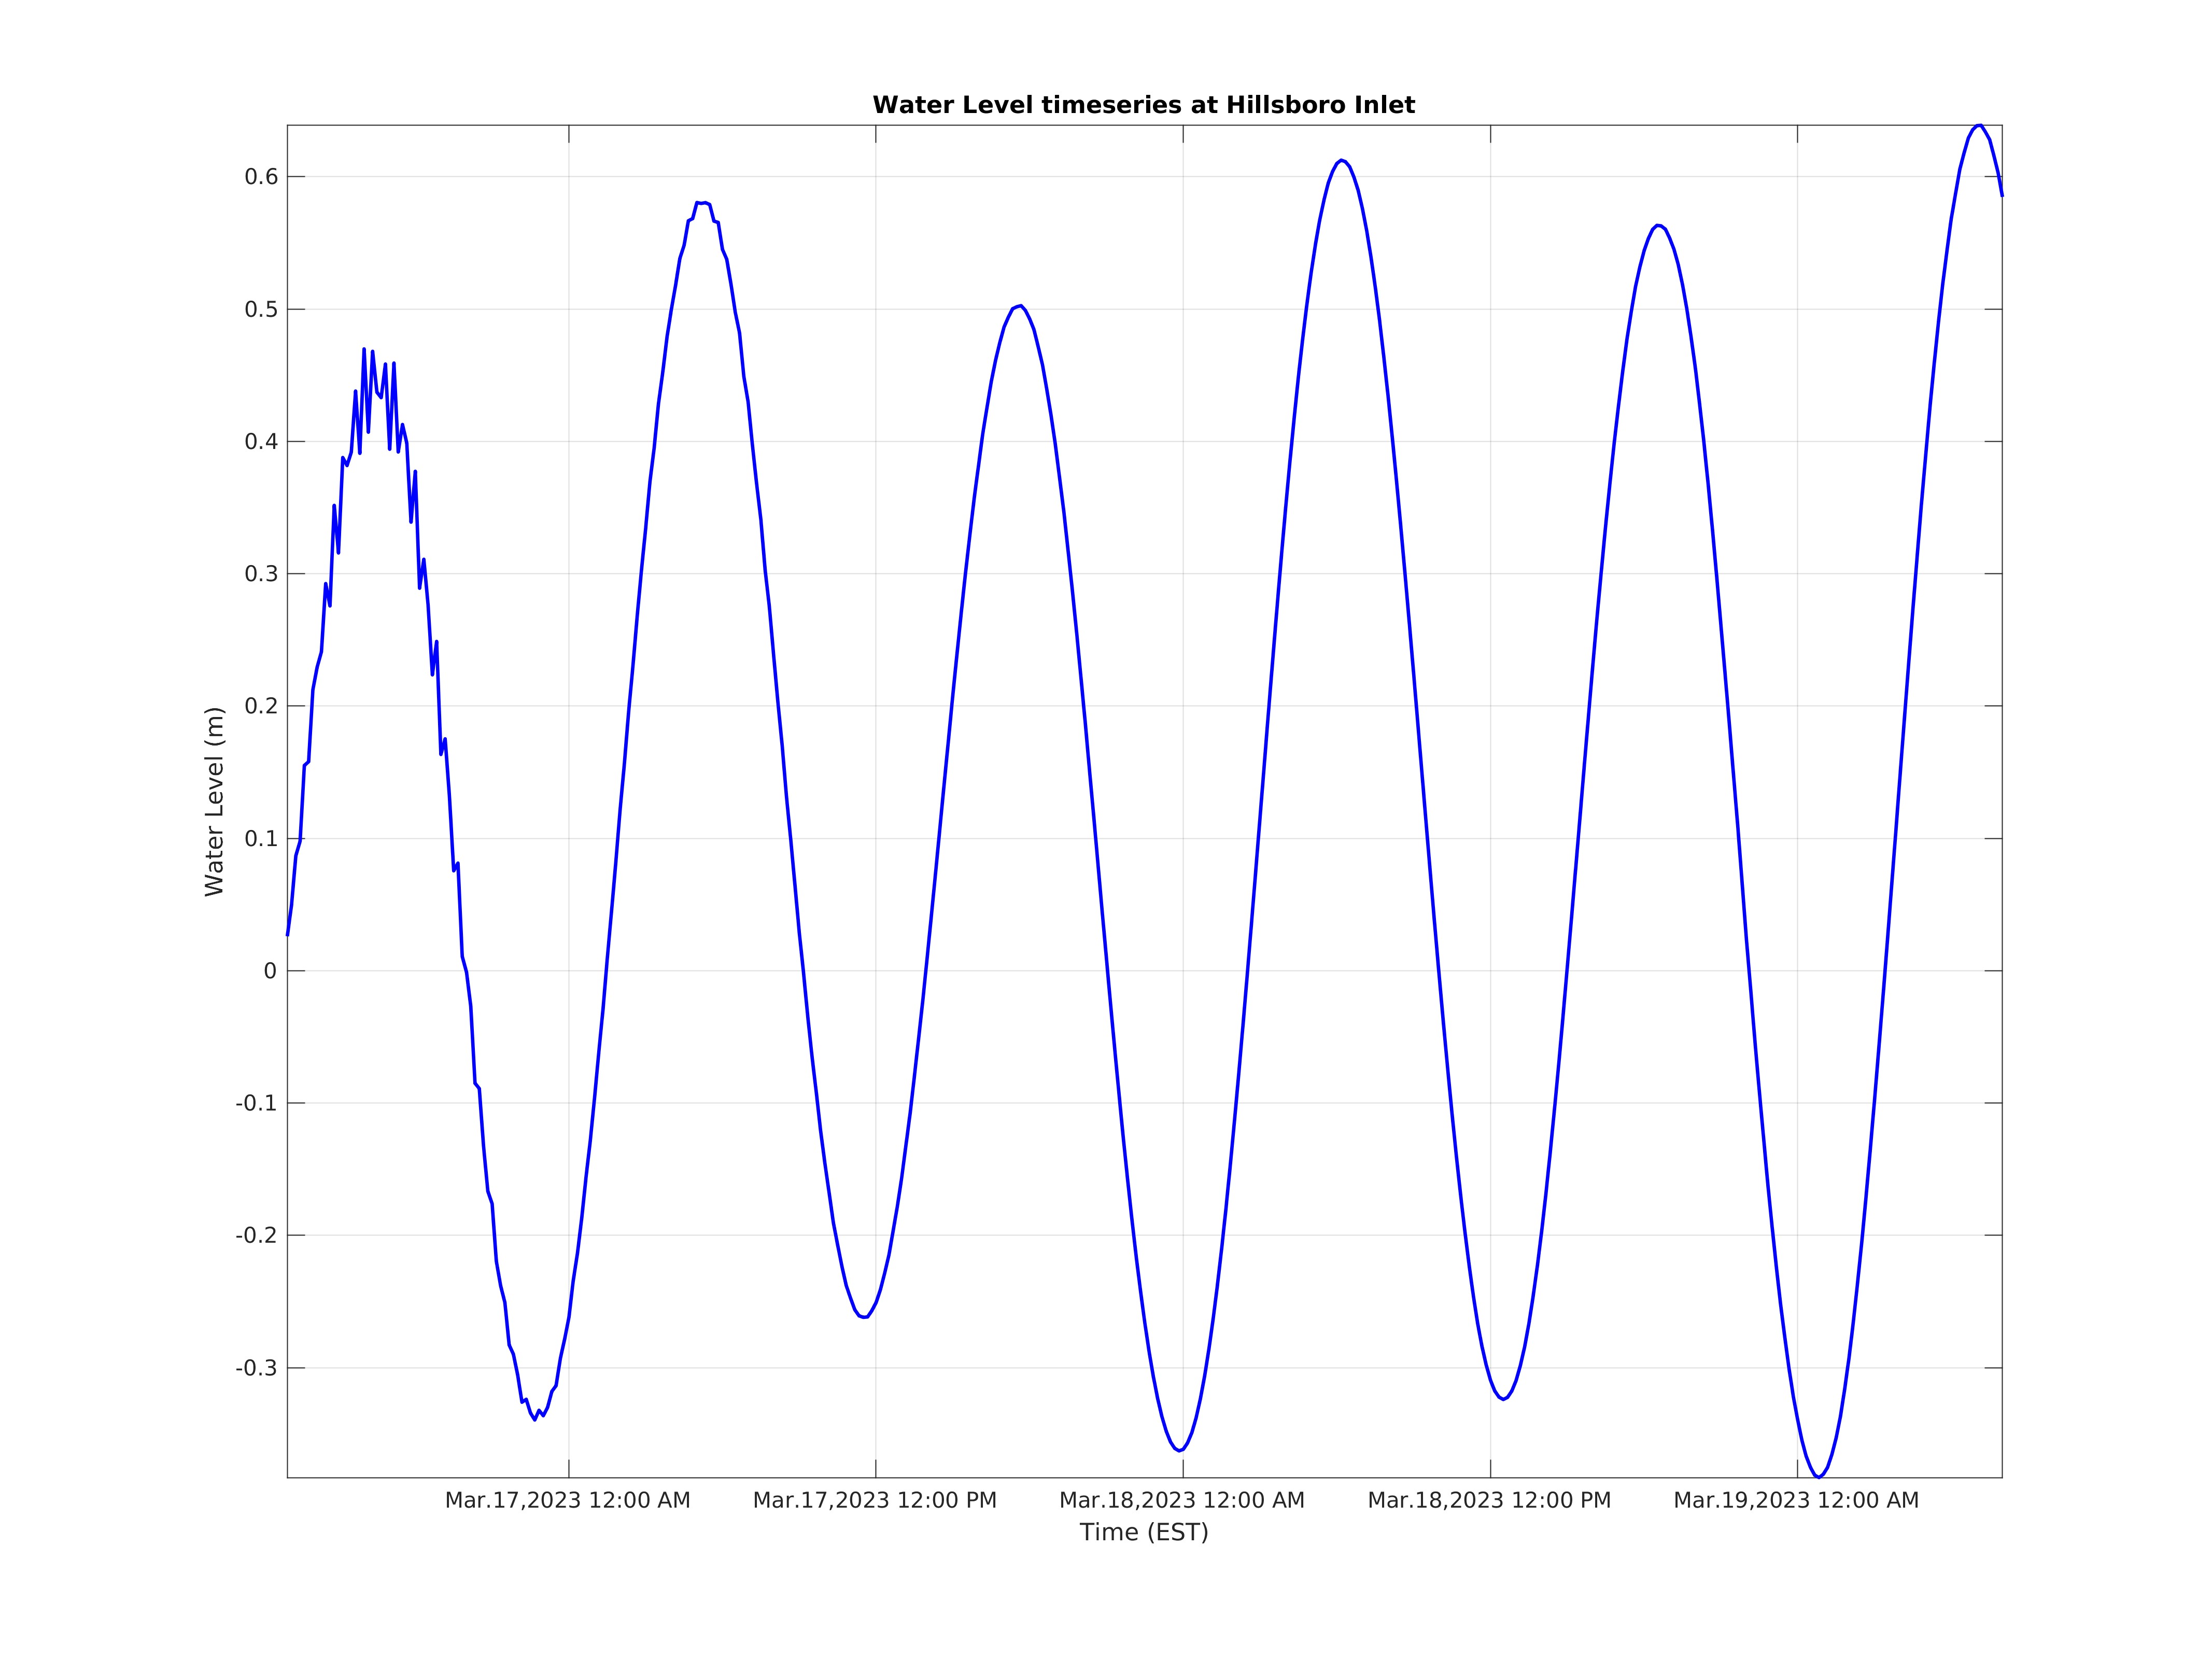 Water Level timeseries at Hillsboro Inlet
0.6
0.5
0.4
0.3
0.2
0.1
0
-0.1
-0.2
-0.3
Water Level (m)
Mar.17,2023 12:00 AM
Mar.17,2023 12:00 PM
Mar.18,2023 12:00 AM
Mar.18,2023 12:00 PM
Mar.19,2023 12:00 AM
Time (EST)